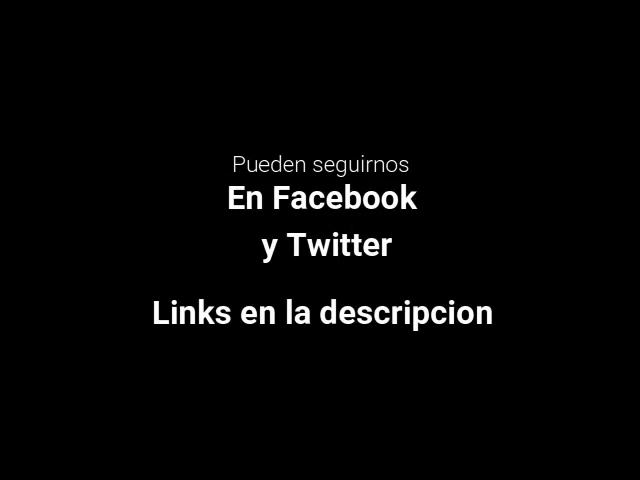 Pueden seguirnos
En Facebook
y Twitter
Links en la descripcion